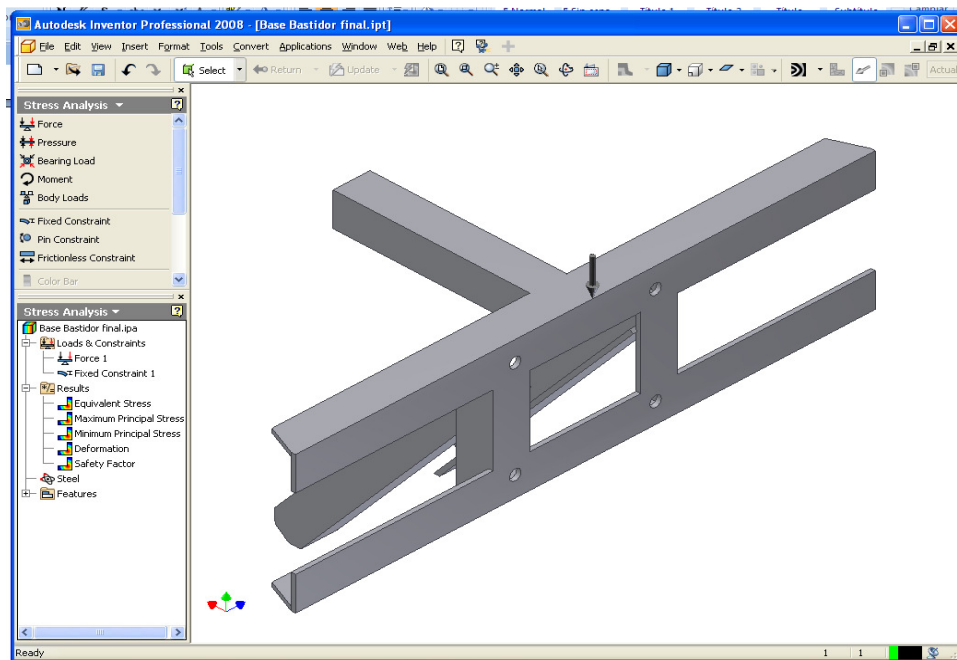 Autodesk Inventor Professional 2008 - [Base Bastidor final.ipt]
File Edit View Insert Format Tools Convert Applications Window Web Help
Select Return Update Actual
Stress Analysis
Force
Pressure
Bearing Load
Moment
Body Loads
Fixed Constraint
Pin Constraint
Frictionless Constraint
Color Bar
Stress Analysis
Base Bastidor final.ipa
Loads & Constraints
Force 1
Fixed Constraint 1
Results
Equivalent Stress
Maximum Principal Stress
Minimum Principal Stress
Deformation
Safety Factor
Steel
Features
Ready 1 1